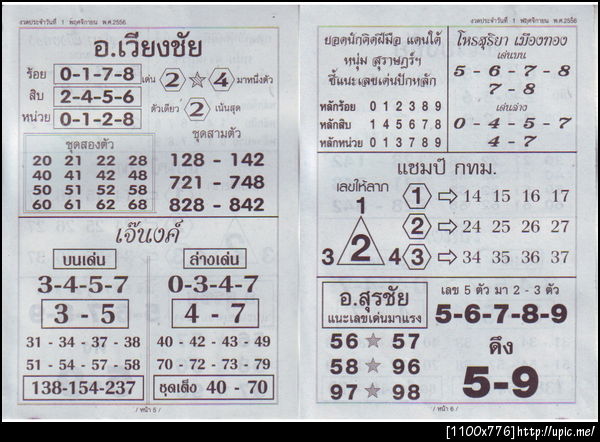 งวดประจำวันที่ 1 พฤศจิกายน พ.ศ.2556
อ.เวียงชัย
ร้อย 0-1-7-8 เด่น 2 ☆ 4 มาหนึ่งตัว
สิบ 2-4-5-6
หน่วย 0-1-2-8 ตัวเดียว 2 เน้นสุด
ชุดสองตัว
20 21 22 28
40 41 42 48
50 51 52 58
60 61 62 68
ชุดสามตัว
128 - 142
721 - 748
828 - 842
เจ๊นงค์
บนเด่น
3-4-5-7
3 - 5
31 - 34 - 37 - 38
51 - 54 - 57 - 58
138-154-237
ล่างเด่น
0-3-4-7
4 - 7
40 - 42 - 43 - 49
70 - 72 - 73 - 79
ชุดเต็ง 40 - 70
/ หน้า 5 /
งวดประจำวันที่ 1 พฤศจิกายน พ.ศ.2556
ยอดนักคิดฝีมือ แดนใต้
หนุ่ม สุราษฎร์ฯ
ชี้แนะเลขเด่นปักหลัก
หลักร้อย 0 1 2 3 8 9
หลักสิบ 1 4 5 6 7 8
หลักหน่วย 0 1 3 7 8 9
โหรสุริยา เมืองทอง
เด่นบน
5 - 6 - 7 - 8
7 - 8
เด่นล่าง
0 - 4 - 5 - 7
4 - 7
แชมป์ กทม.
เลขให้ลาก
1
2
3 4
1 ⇨ 14 15 16 17
2 ⇨ 24 25 26 27
3 ⇨ 34 35 36 37
อ.สุรชัย
แนะเลขเด่นมาแรง
56 ★ 57
58 ★ 96
97 ★ 98
เลข 5 ตัว มา 2 - 3 ตัว
5-6-7-8-9
ดึง
5-9
/ หน้า 6 /
[1100x776]http://upic.me/